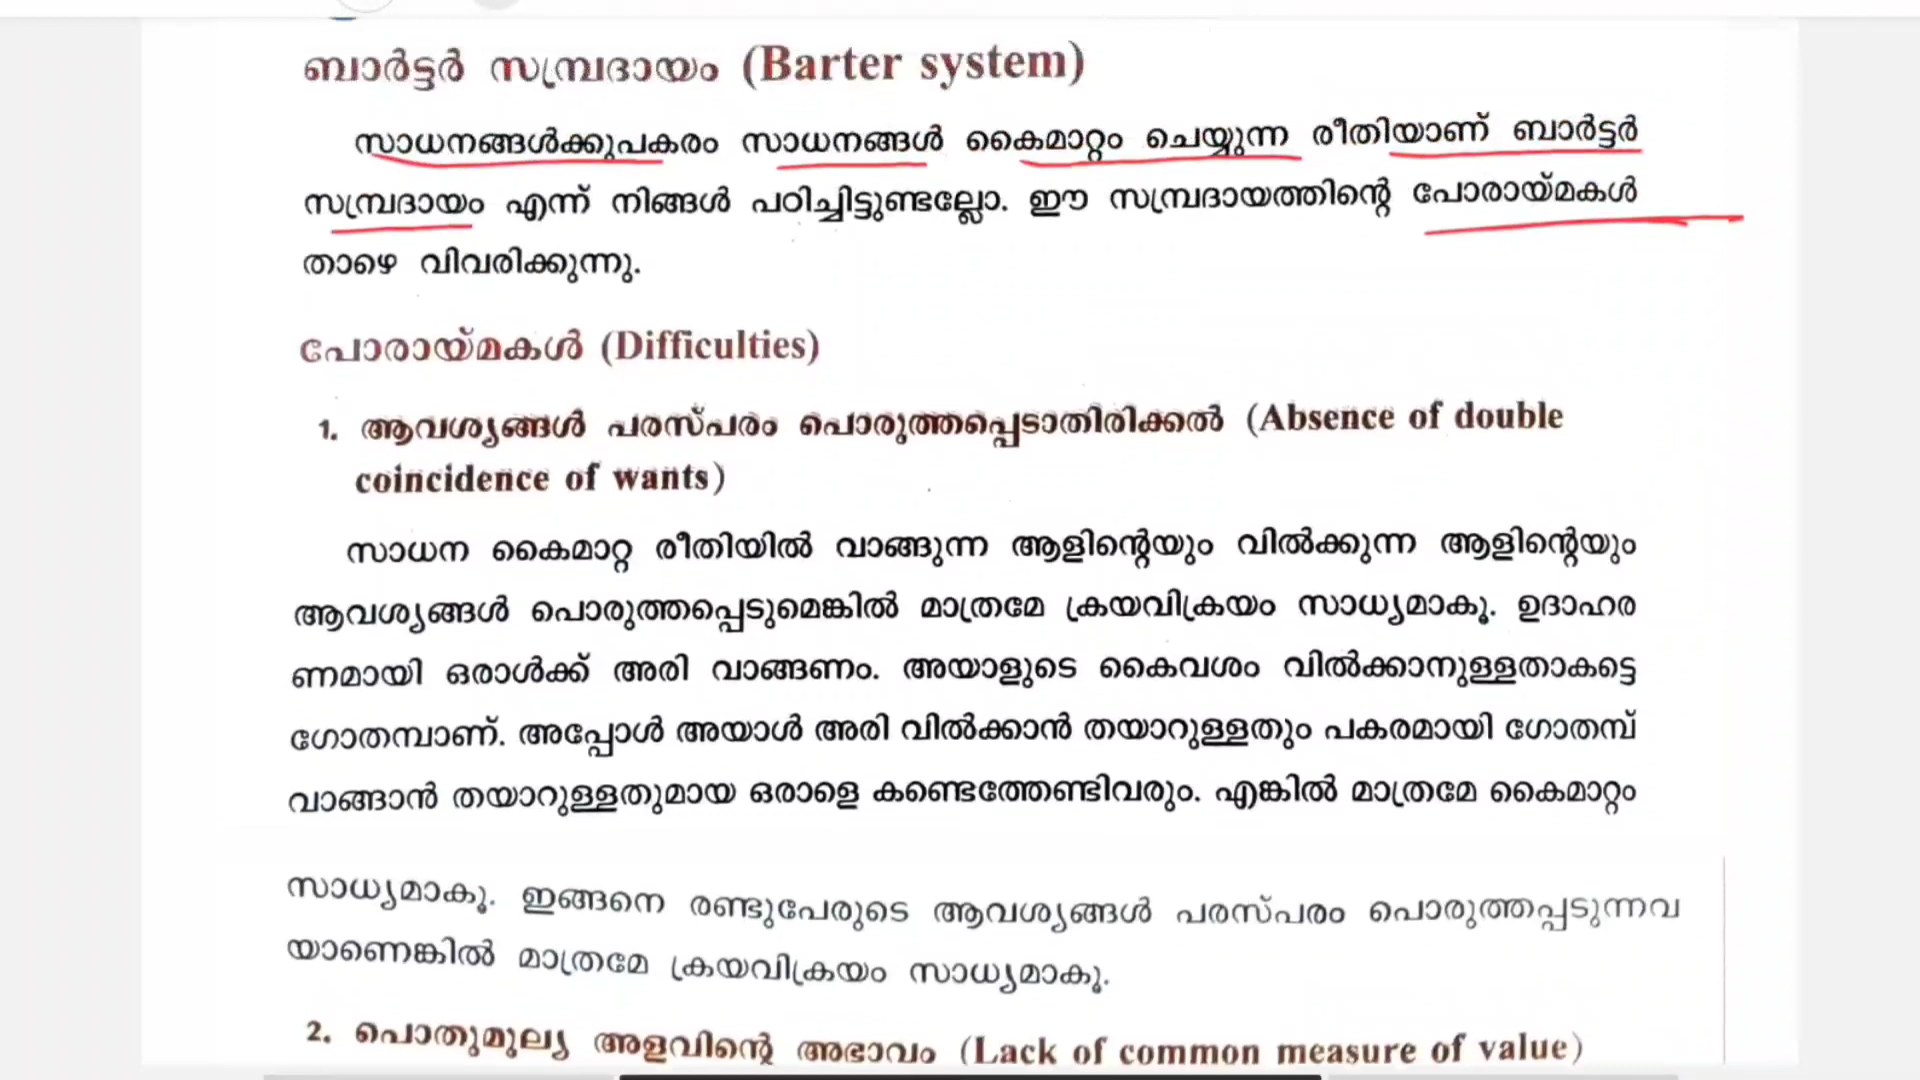 ബാർട്ടർ സമ്പ്രദായം (Barter system)
സാധനങ്ങൾക്കുപകരം സാധനങ്ങൾ കൈമാറ്റം ചെയ്യുന്ന രീതിയാണ് ബാർട്ടർ
സമ്പ്രദായം എന്ന് നിങ്ങൾ പഠിച്ചിട്ടുണ്ടല്ലോ. ഈ സമ്പ്രദായത്തിന്റെ പോരായ്മകൾ
താഴെ വിവരിക്കുന്നു.
പോരായ്മകൾ (Difficulties)
1. ആവശ്യങ്ങൾ പരസ്പരം പൊരുത്തപ്പെടാതിരിക്കൽ (Absence of double
coincidence of wants)
സാധന കൈമാറ്റ രീതിയിൽ വാങ്ങുന്ന ആളിന്റെയും വിൽക്കുന്ന ആളിന്റെയും
ആവശ്യങ്ങൾ പൊരുത്തപ്പെടുമെങ്കിൽ മാത്രമേ ക്രയവിക്രയം സാധ്യമാകൂ. ഉദാഹര
ണമായി ഒരാൾക്ക് അരി വാങ്ങണം. അയാളുടെ കൈവശം വിൽക്കാനുള്ളതാകട്ടെ
ഗോതമ്പാണ്. അപ്പോൾ അയാൾ അരി വിൽക്കാൻ തയാറുള്ളതും പകരമായി ഗോതമ്പ്
വാങ്ങാൻ തയാറുള്ളതുമായ ഒരാളെ കണ്ടെത്തേണ്ടിവരും. എങ്കിൽ മാത്രമേ കൈമാറ്റം
സാധ്യമാകൂ. ഇങ്ങനെ രണ്ടുപേരുടെ ആവശ്യങ്ങൾ പരസ്പരം പൊരുത്തപ്പടുന്നവ
യാണെങ്കിൽ മാത്രമേ ക്രയവിക്രയം സാധ്യമാകൂ.
2. പൊതുമൂല്യ അളവിന്റെ അഭാവം (Lack of common measure of value)